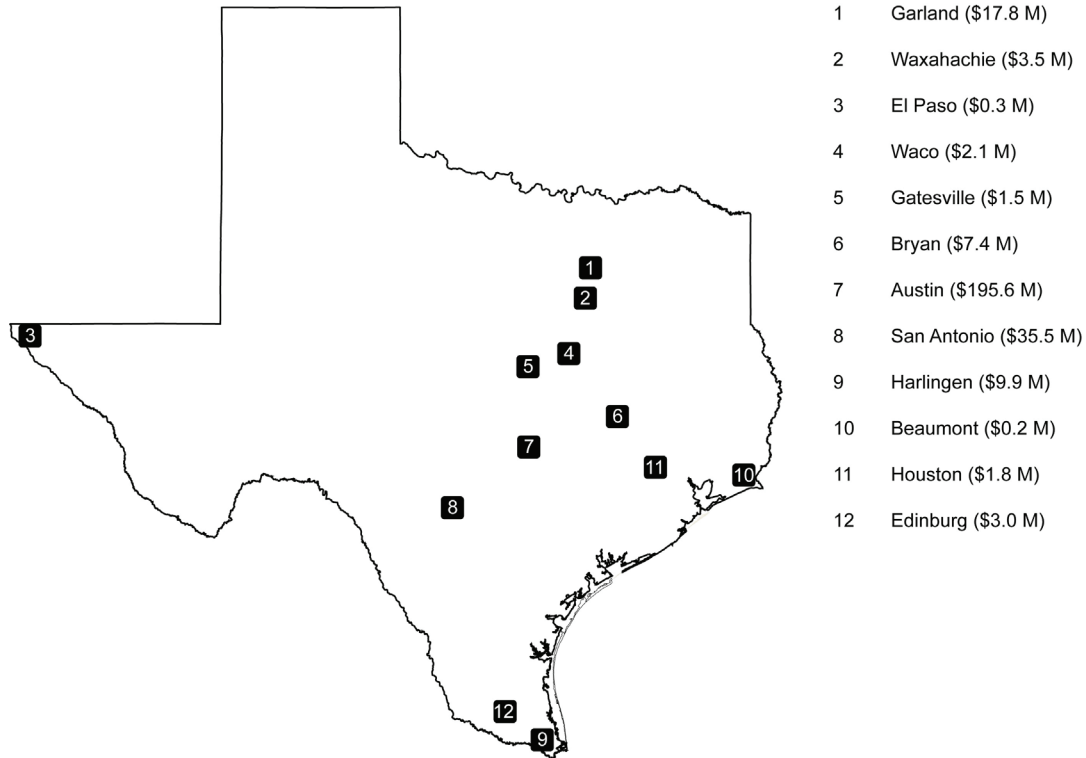 1 Garland ($17.8 M)
2 Waxahachie ($3.5 M)
3 El Paso ($0.3 M)
4 Waco ($2.1 M)
5 Gatesville ($1.5 M)
6 Bryan ($7.4 M)
7 Austin ($195.6 M)
8 San Antonio ($35.5 M)
9 Harlingen ($9.9 M)
10 Beaumont ($0.2 M)
11 Houston ($1.8 M)
12 Edinburg ($3.0 M)
1
2
3
4
5
6
7
11
10
8
12
9